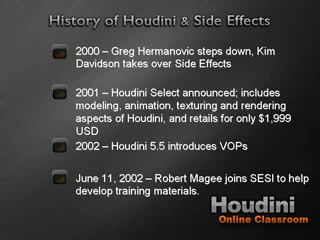 History of Houdini & Side Effects
2000 – Greg Hermanovic steps down, Kim
Davidson takes over Side Effects
2001 – Houdini Select announced; includes
modeling, animation, texturing and rendering
aspects of Houdini, and retails for only $1,999
USD
2002 – Houdini 5.5 introduces VOPs
June 11, 2002 – Robert Magee joins SESI to help
develop training materials.
Houdini
Online Classroom